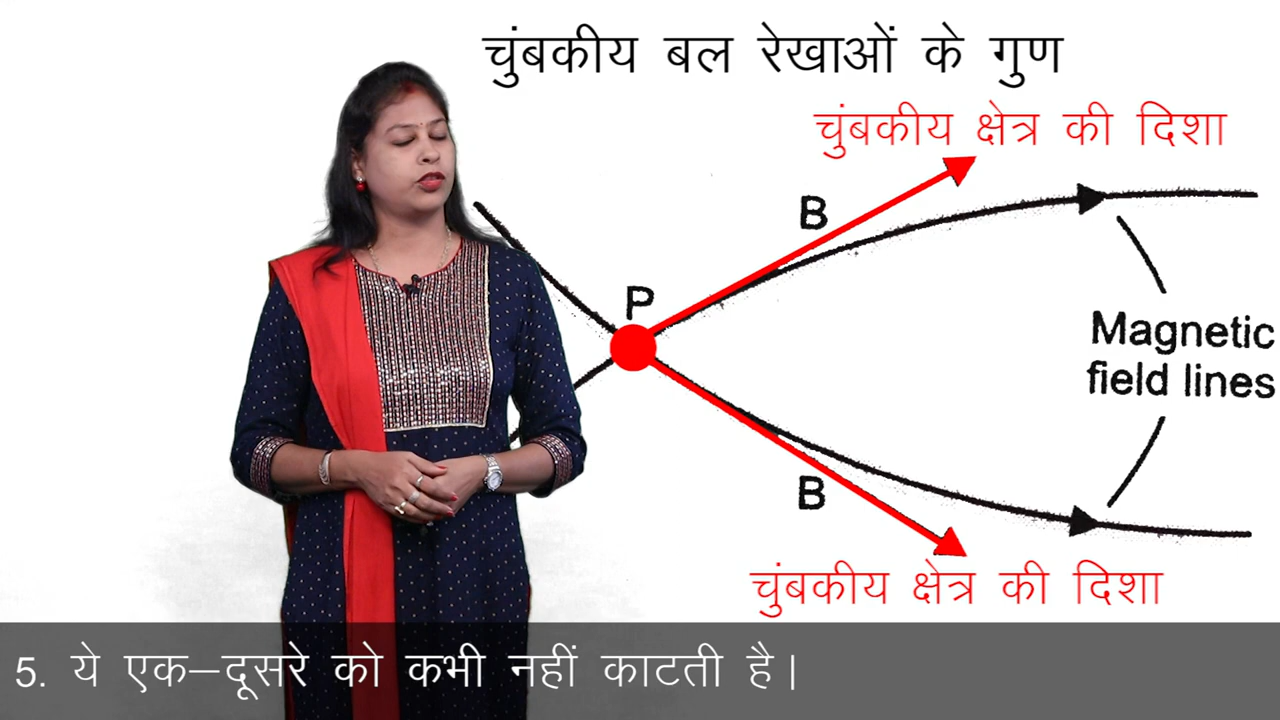 चुंबकीय बल रेखाओं के गुण
चुंबकीय क्षेत्र की दिशा
B
P
Magnetic
field lines
B
चुंबकीय क्षेत्र की दिशा
5. ये एक–दूसरे को कभी नहीं काटती है।